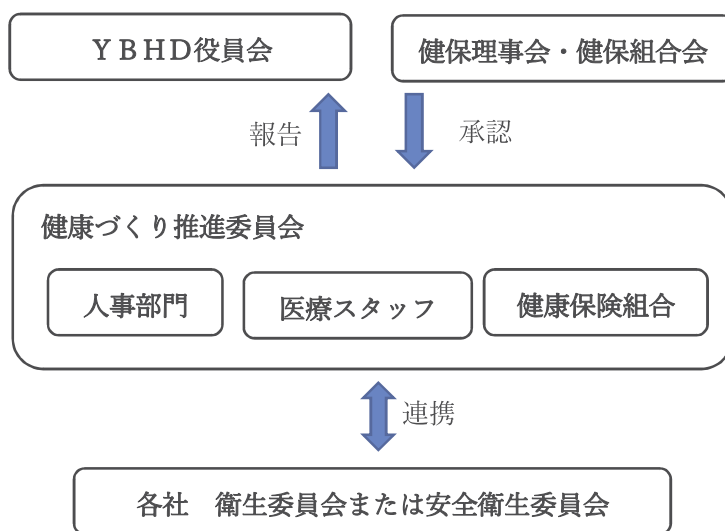 ＹＢＨＤ役員会
健保理事会・健保組合会
報告
承認
健康づくり推進委員会
人事部門
医療スタッフ
健康保険組合
連携
各社　衛生委員会または安全衛生委員会